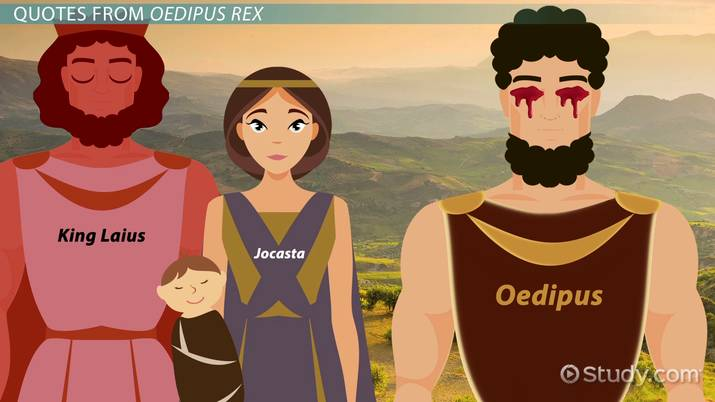 QUOTES FROM OEDIPUS REX
King Laius
Jocasta
Oedipus
Study.com